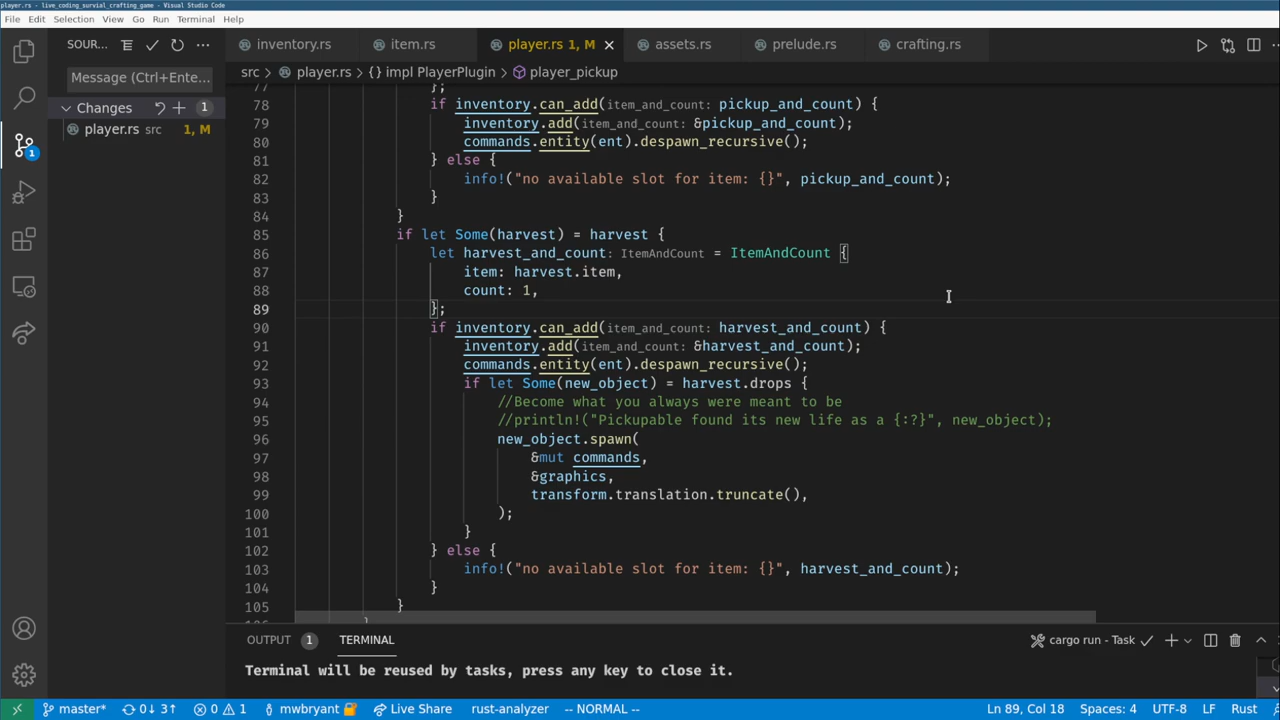 player.rs - live_coding_survial_crafting_game - Visual Studio Code
File Edit Selection View Go Run Terminal Help
SOUR...
inventory.rs item.rs player.rs 1, M assets.rs prelude.rs crafting.rs
Message (Ctrl+Ente...
src > player.rs > {} impl PlayerPlugin > player_pickup
Changes 1
player.rs src 1, M
77 };
78 if inventory.can_add(item_and_count: pickup_and_count) {
79 inventory.add(item_and_count: &pickup_and_count);
80 commands.entity(ent).despawn_recursive();
81 } else {
82 info!("no available slot for item: {}", pickup_and_count);
83 }
84 }
85 if let Some(harvest) = harvest {
86 let harvest_and_count: ItemAndCount = ItemAndCount {
87 item: harvest.item,
88 count: 1,
89 };
90 if inventory.can_add(item_and_count: harvest_and_count) {
91 inventory.add(item_and_count: &harvest_and_count);
92 commands.entity(ent).despawn_recursive();
93 if let Some(new_object) = harvest.drops {
94 //Become what you always were meant to be
95 //println!("Pickupable found its new life as a {:?}", new_object);
96 new_object.spawn(
97 &mut commands,
98 &graphics,
99 transform.translation.truncate(),
100 );
101 }
102 } else {
103 info!("no available slot for item: {}", harvest_and_count);
104 }
105 }
OUTPUT 1 TERMINAL cargo run - Task
Terminal will be reused by tasks, press any key to close it.
master* 0↓ 3↑ 0 1 mwbryant Live Share rust-analyzer -- NORMAL -- Ln 89, Col 18 Spaces: 4 UTF-8 LF Rust